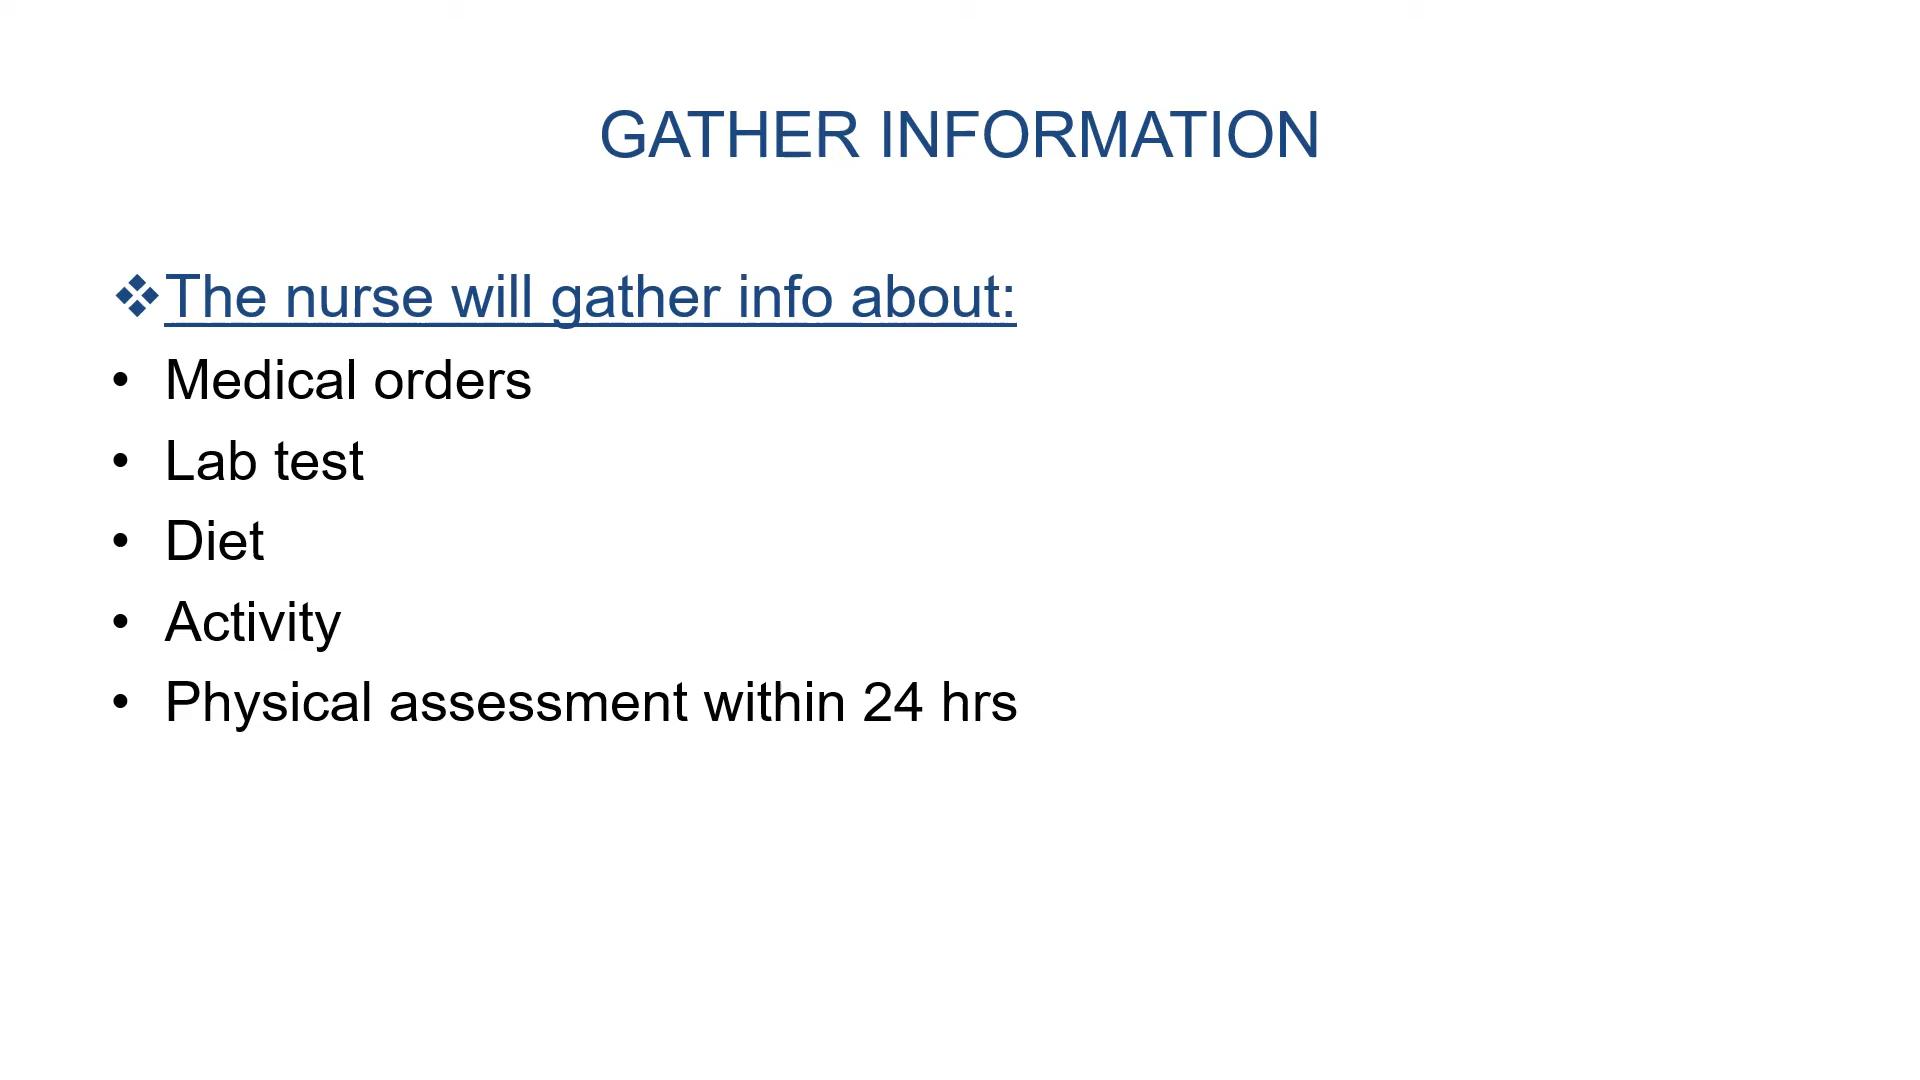 GATHER INFORMATION
❖The nurse will gather info about:
• Medical orders
• Lab test
• Diet
• Activity
• Physical assessment within 24 hrs